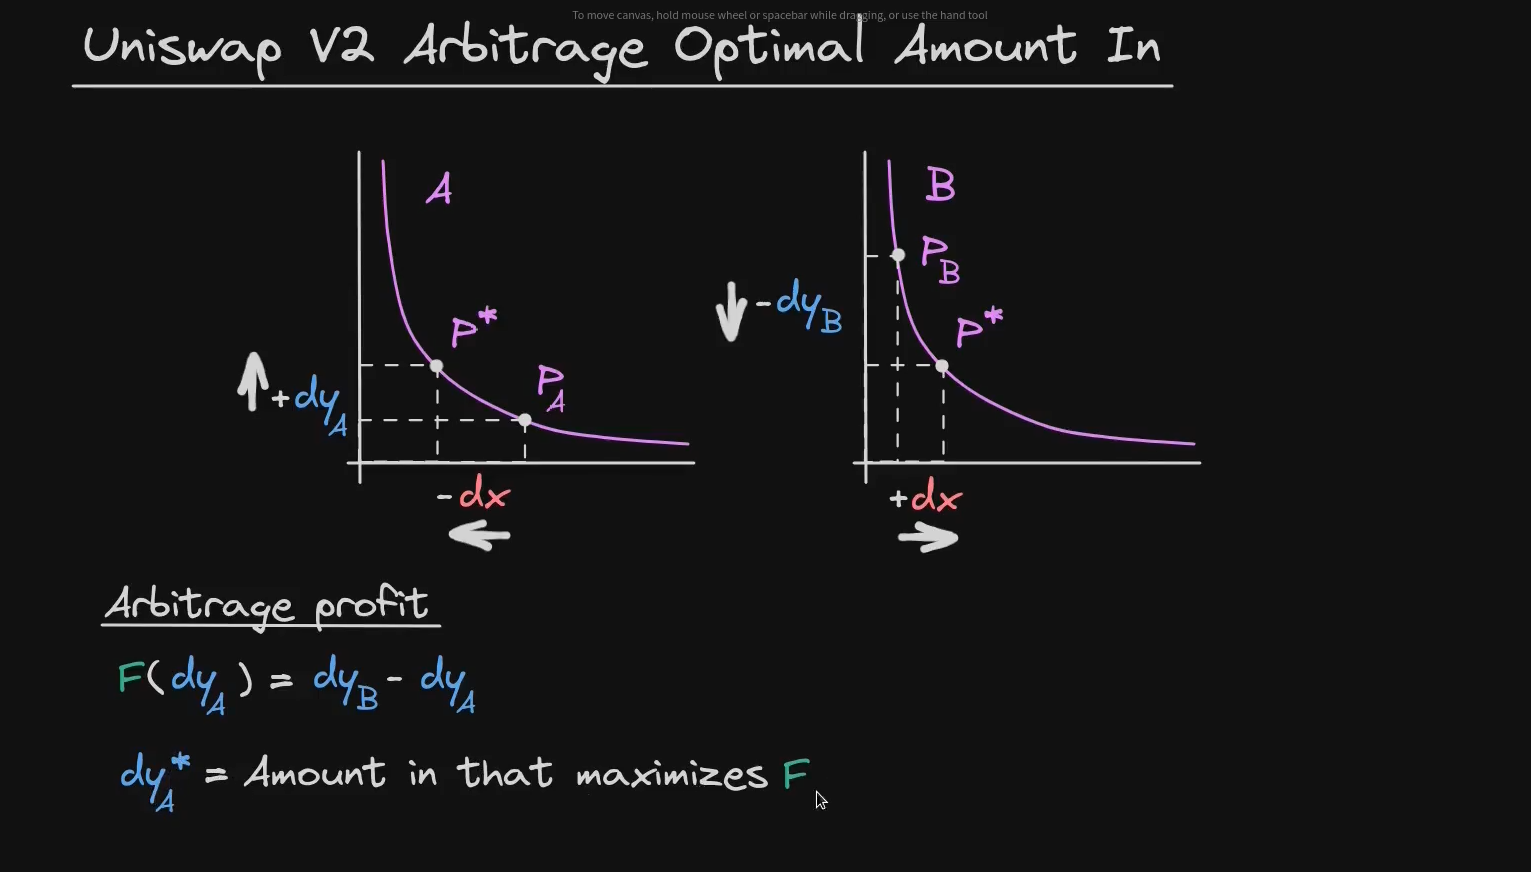 To move canvas, hold mouse wheel or spacebar while dragging, or use the hand tool
Uniswap V2 Arbitrage Optimal Amount In
A
P*
P_A
+dy_A
-dx
B
P_B
P*
-dy_B
+dx
Arbitrage profit
F(dy_A) = dy_B - dy_A
dy_A* = Amount in that maximizes F